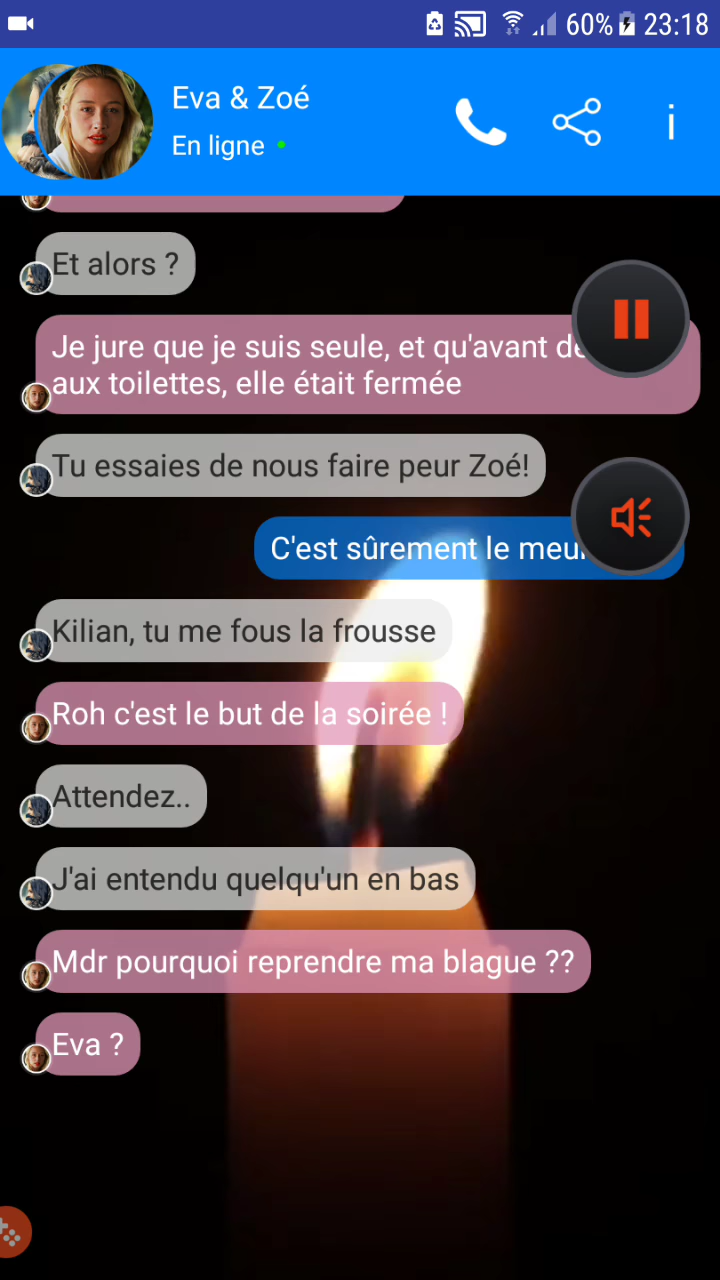 60% 23:18
Eva & Zoé
En ligne
Et alors ?
Je jure que je suis seule, et qu'avant
aux toilettes, elle était fermée
Tu essaies de nous faire peur Zoé!
C'est sûrement le
Kilian, tu me fous la frousse
Roh c'est le but de la soirée !
Attendez..
J'ai entendu quelqu'un en bas
Mdr pourquoi reprendre ma blague ??
Eva ?